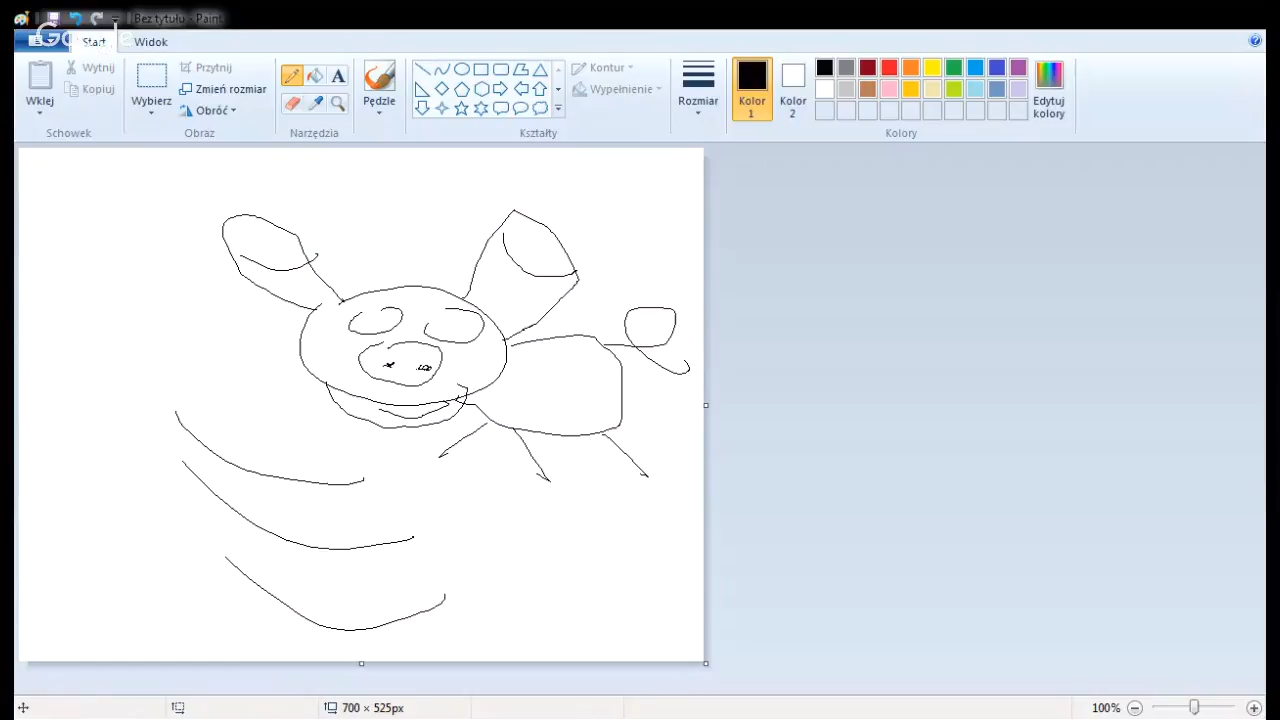 Bez tytułu - Paint
Start
Widok
Wklej
Wytnij
Kopiuj
Schowek
Wybierz
Przytnij
Zmień rozmiar
Obróć
Obraz
A
Narzędzia
Pędzle
Kontur
Wypełnienie
Kształty
Rozmiar
Kolor
1
Kolor
2
Edytuj
kolory
Kolory
700 × 525px
100%